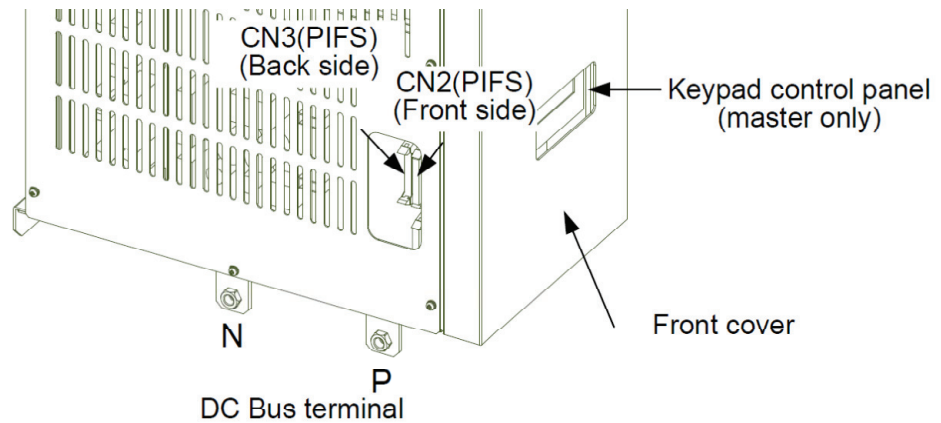 CN3(PIFS)
(Back side)
CN2(PIFS)
(Front side)
Keypad control panel
(master only)
Front cover
N
P
DC Bus terminal